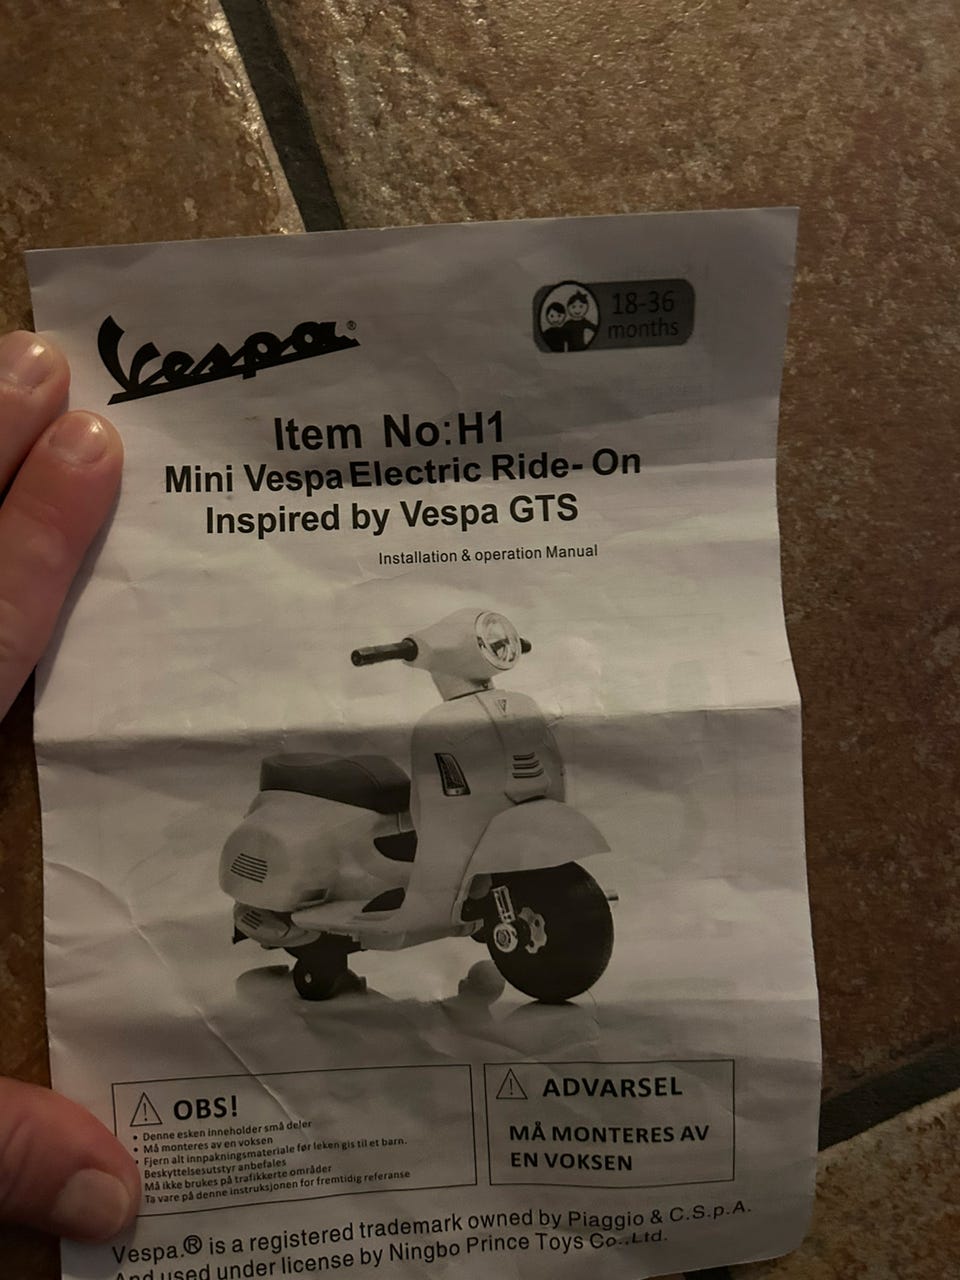 Vespa®
18-36
months
Item No:H1
Mini Vespa Electric Ride- On
Inspired by Vespa GTS
Installation & operation Manual
OBS!
• Denne esken inneholder små deler
• Må monteres av en voksen
• Fjern alt innpakningsmateriale før leken gis til et barn.
Beskyttelsesutstyr anbefales
Må ikke brukes på trafikkerte områder
Ta vare på denne instruksjonen for fremtidig referanse
ADVARSEL
MÅ MONTERES AV
EN VOKSEN
Vespa.® is a registered trademark owned by Piaggio & C.S.p.A.
And used under license by Ningbo Prince Toys Co.,Ltd.